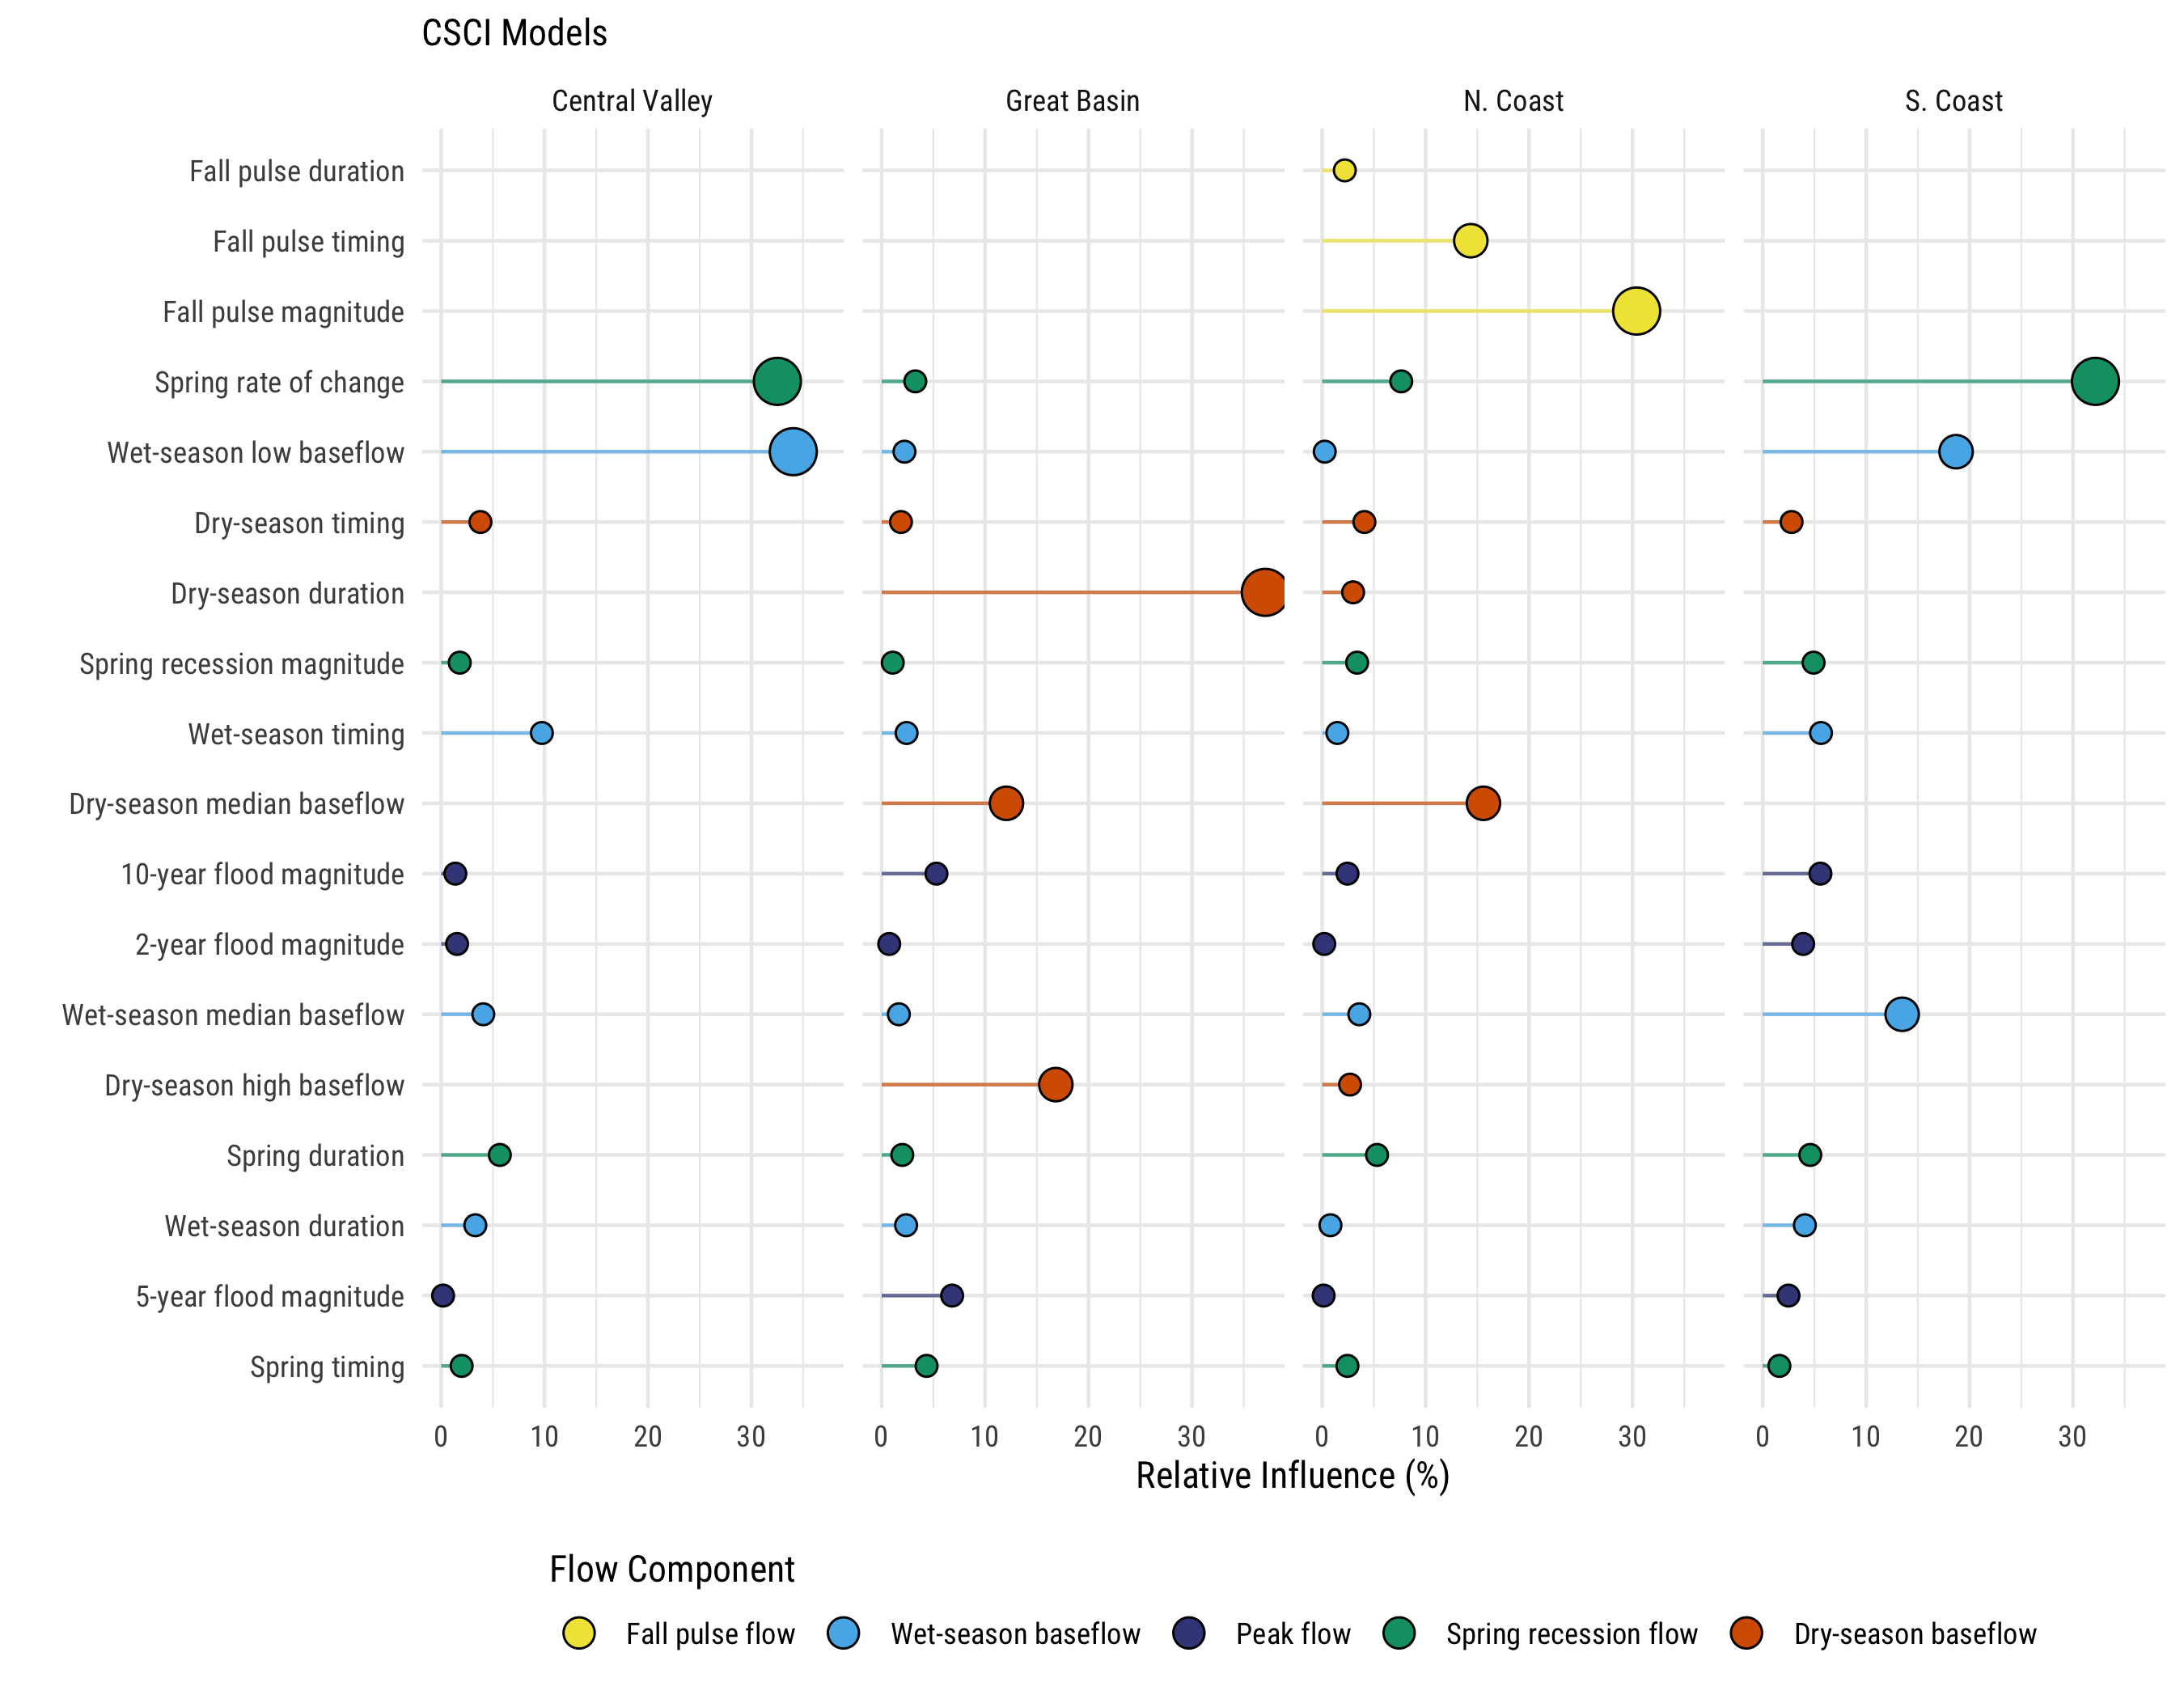 CSCI Models
Central Valley Great Basin N. Coast S. Coast
Fall pulse duration
Fall pulse timing
Fall pulse magnitude
Spring rate of change
Wet-season low baseflow
Dry-season timing
Dry-season duration
Spring recession magnitude
Wet-season timing
Dry-season median baseflow
10-year flood magnitude
2-year flood magnitude
Wet-season median baseflow
Dry-season high baseflow
Spring duration
Wet-season duration
5-year flood magnitude
Spring timing
0 10 20 30 0 10 20 30 0 10 20 30 0 10 20 30
Relative Influence (%)
Flow Component
Fall pulse flow Wet-season baseflow Peak flow Spring recession flow Dry-season baseflow